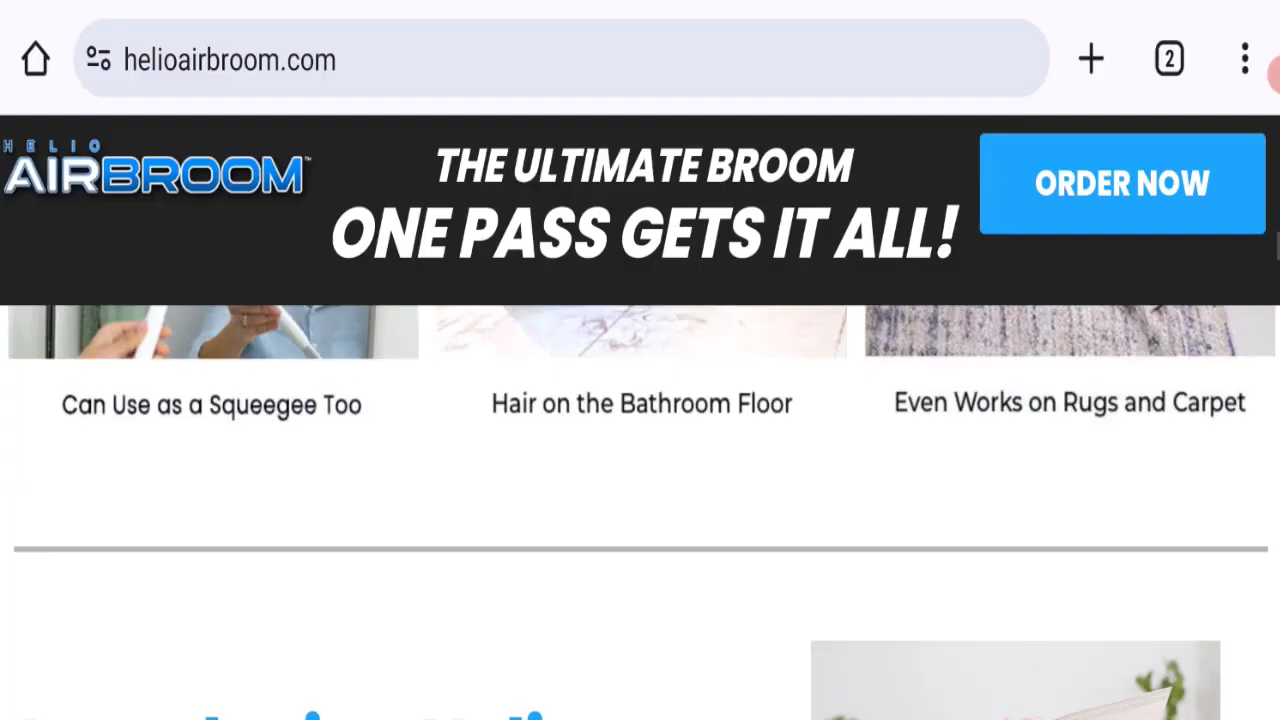 helioairbroom.com
2
HELIO
AIRBROOM™
THE ULTIMATE BROOM
ONE PASS GETS IT ALL!
ORDER NOW
Can Use as a Squeegee Too
Hair on the Bathroom Floor
Even Works on Rugs and Carpet